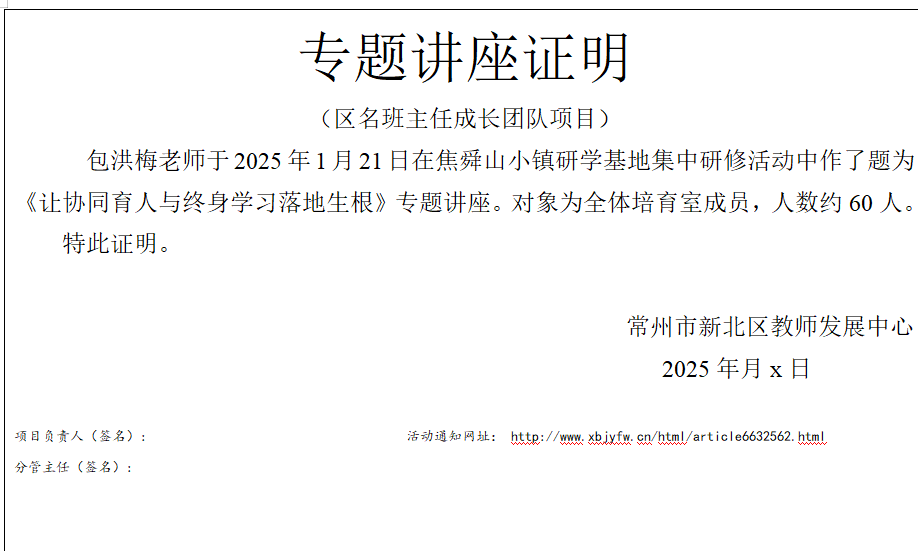 专题讲座证明
（区名班主任成长团队项目）
包洪梅老师于 2025 年 1 月 21 日在焦舜山小镇研学基地集中研修活动中作了题为
《让协同育人与终身学习落地生根》专题讲座。对象为全体培育室成员，人数约 60 人。
特此证明。
常州市新北区教师发展中心
2025 年月 x 日
项目负责人（签名）： 活动通知网址： http://www.xbjyfw.cn/html/article6632562.html
分管主任（签名）：